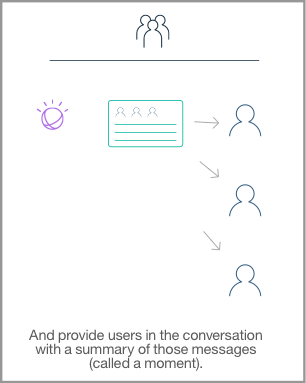 And provide users in the conversation
with a summary of those messages
(called a moment).